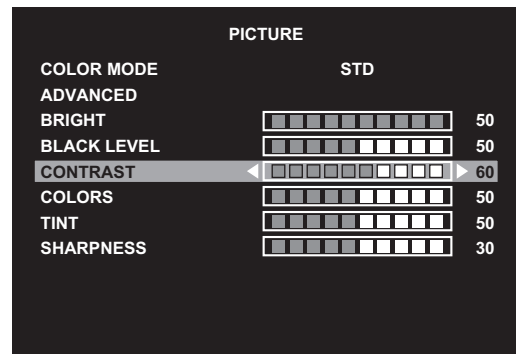 PICTURE
COLOR MODE STD
ADVANCED
BRIGHT 50
BLACK LEVEL 50
CONTRAST 60
COLORS 50
TINT 50
SHARPNESS 30